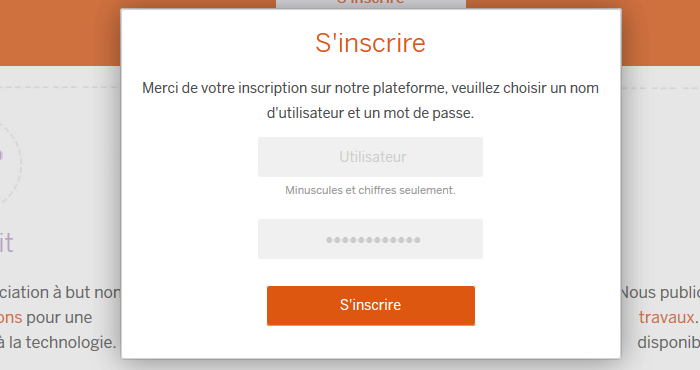 S'inscrire
S'inscrire
Merci de votre inscription sur notre plateforme, veuillez choisir un nom
d'utilisateur et un mot de passe.
Utilisateur
Minuscules et chiffres seulement.
••••••••••••
S'inscrire
it
ciation à but non
ons pour une
à la technologie.
Nous public
travaux.
disponib